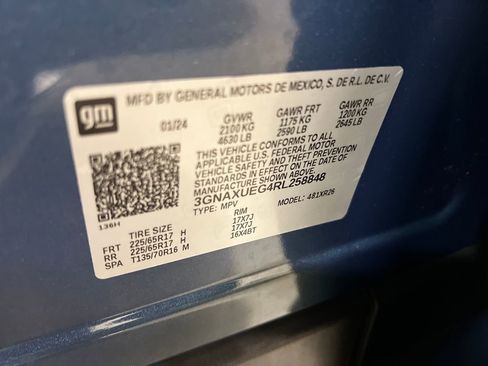 MFD BY GENERAL MOTORS DE MEXICO, S. DE R.L. DE C.V.
gm
01/24 GVWR GAWR FRT GAWR RR
2100 KG 1175 KG 1200 KG
4630 LB 2590 LB 2645 LB
THIS VEHICLE CONFORMS TO ALL
APPLICABLE U.S. FEDERAL MOTOR
VEHICLE SAFETY AND THEFT PREVENTION
STANDARDS IN EFFECT ON THE DATE OF
MANUFACTURE SHOWN ABOVE.
3GNAXUEG4RL258848
TYPE: MPV MODEL: 481XR26
136H
TIRE SIZE RIM
FRT 225/65R17 H 17X7J
RR 225/65R17 H 17X7J
SPA T135/70R16 M 16X4BT